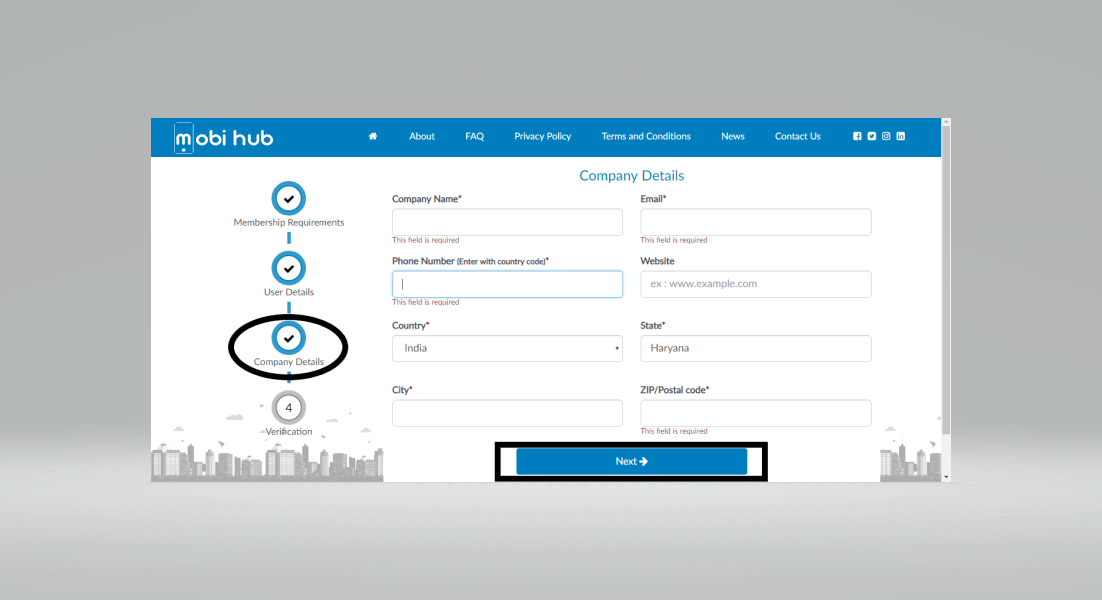 mobi hub
About FAQ Privacy Policy Terms and Conditions News Contact Us
Company Details
Membership Requirements
User Details
Company Details
4
Verification
Company Name*
This field is required
Email*
This field is required
Phone Number (Enter with country code)*
This field is required
Website
ex : www.example.com
Country*
India
State*
Haryana
City*
ZIP/Postal code*
This field is required
Next